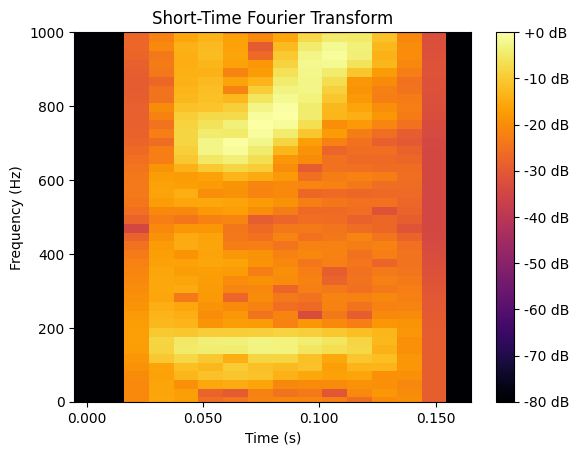 Short-Time Fourier Transform
Frequency (Hz)
1000
800
600
400
200
0
0.000
0.050
0.100
0.150
Time (s)
+0 dB
-10 dB
-20 dB
-30 dB
-40 dB
-50 dB
-60 dB
-70 dB
-80 dB